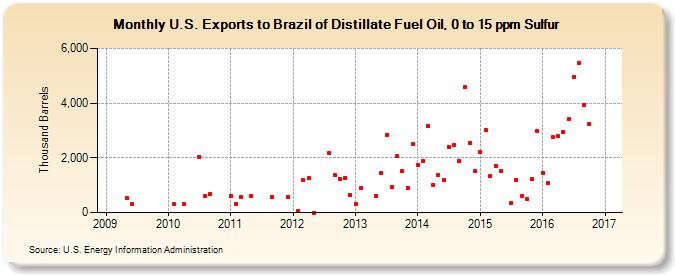 Monthly U.S. Exports to Brazil of Distillate Fuel Oil, 0 to 15 ppm Sulfur
Thousand Barrels
6,000
4,000
2,000
0
2009 2010 2011 2012 2013 2014 2015 2016 2017
Source: U.S. Energy Information Administration